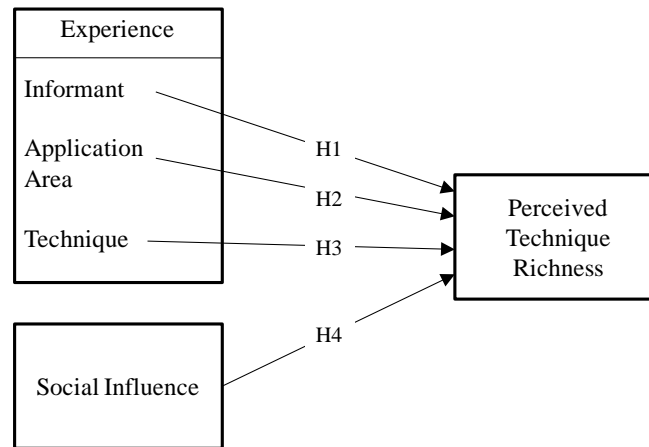 Experience
Informant
Application
Area
Technique
H1
H2
H3
H4
Perceived
Technique
Richness
Social Influence